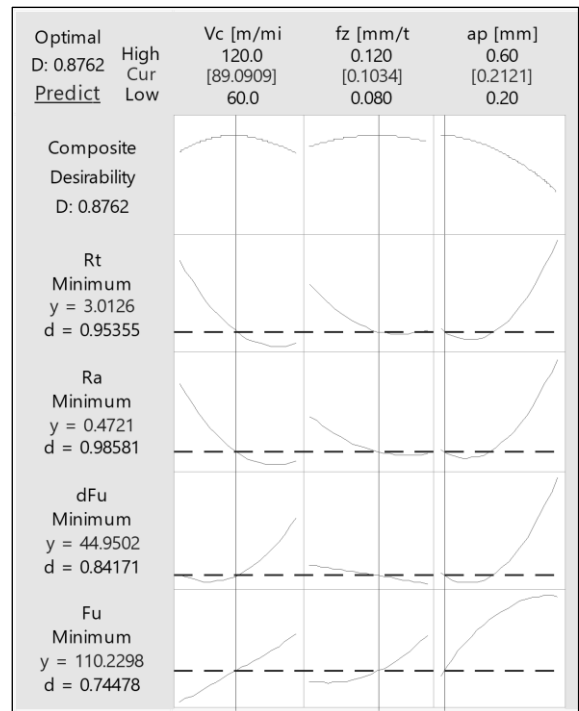 Optimal
D: 0.8762
Predict
High
Cur
Low
Vc [m/mi
120.0
[89.0909]
60.0
fz [mm/t
0.120
[0.1034]
0.080
ap [mm]
0.60
[0.2121]
0.20
Composite
Desirability
D: 0.8762
Rt
Minimum
y = 3.0126
d = 0.95355
Ra
Minimum
y = 0.4721
d = 0.98581
dFu
Minimum
y = 44.9502
d = 0.84171
Fu
Minimum
y = 110.2298
d = 0.74478